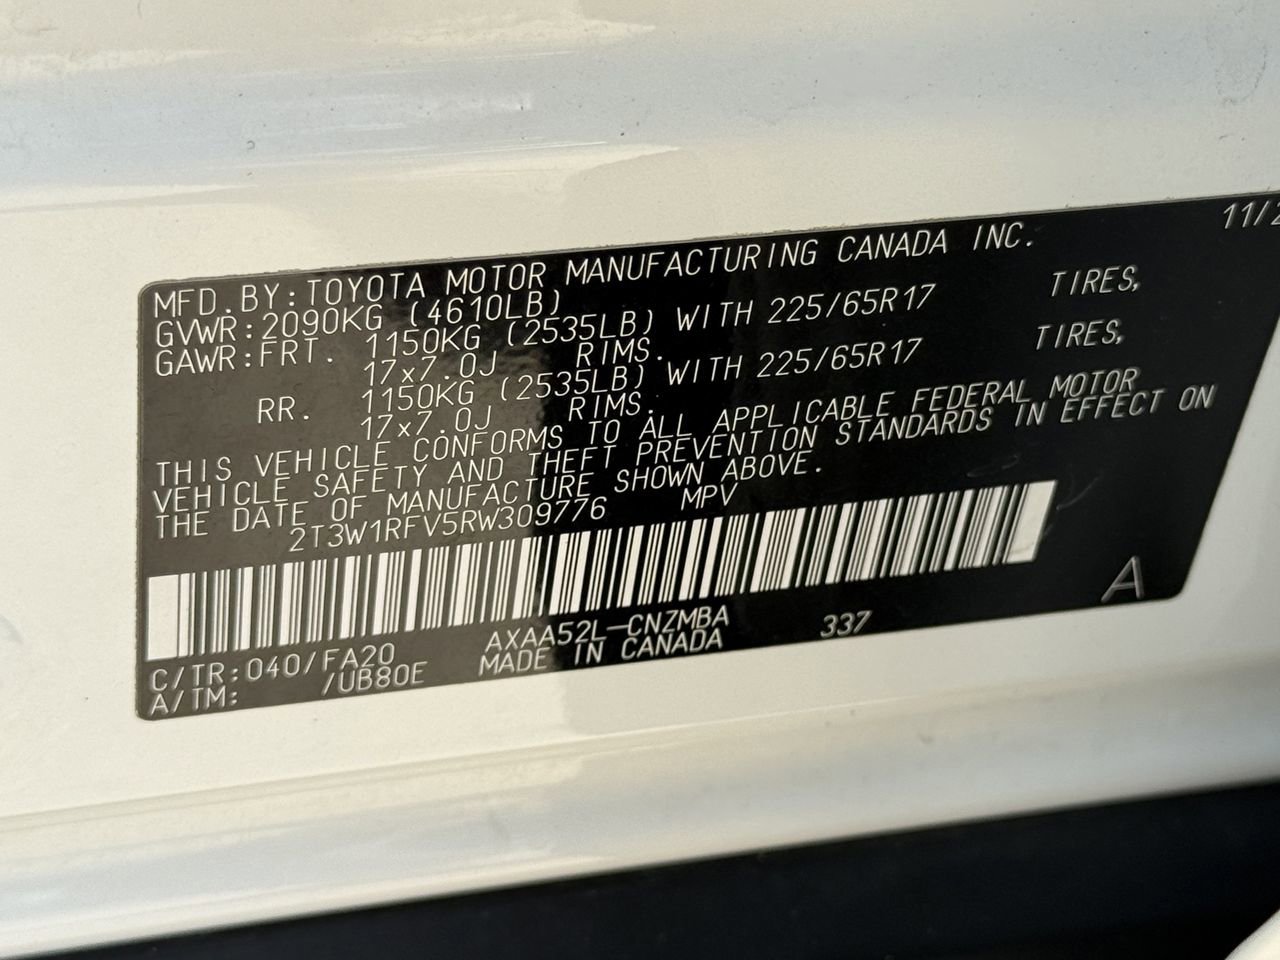 11/2
MFD.BY:TOYOTA MOTOR MANUFACTURING CANADA INC.
GVWR:2090KG (4610LB)
GAWR:FRT. 1150KG (2535LB) WITH 225/65R17 TIRES,
17x7.0J RIMS.
RR. 1150KG (2535LB) WITH 225/65R17 TIRES,
17x7.0J RIMS.
THIS VEHICLE CONFORMS TO ALL APPLICABLE FEDERAL MOTOR
VEHICLE SAFETY AND THEFT PREVENTION STANDARDS IN EFFECT ON
THE DATE OF MANUFACTURE SHOWN ABOVE.
2T3W1RFV5RW309776 MPV
A
C/TR:040/FA20 AXAA52L-CNZMBA 337
A/TM: /UB80E MADE IN CANADA